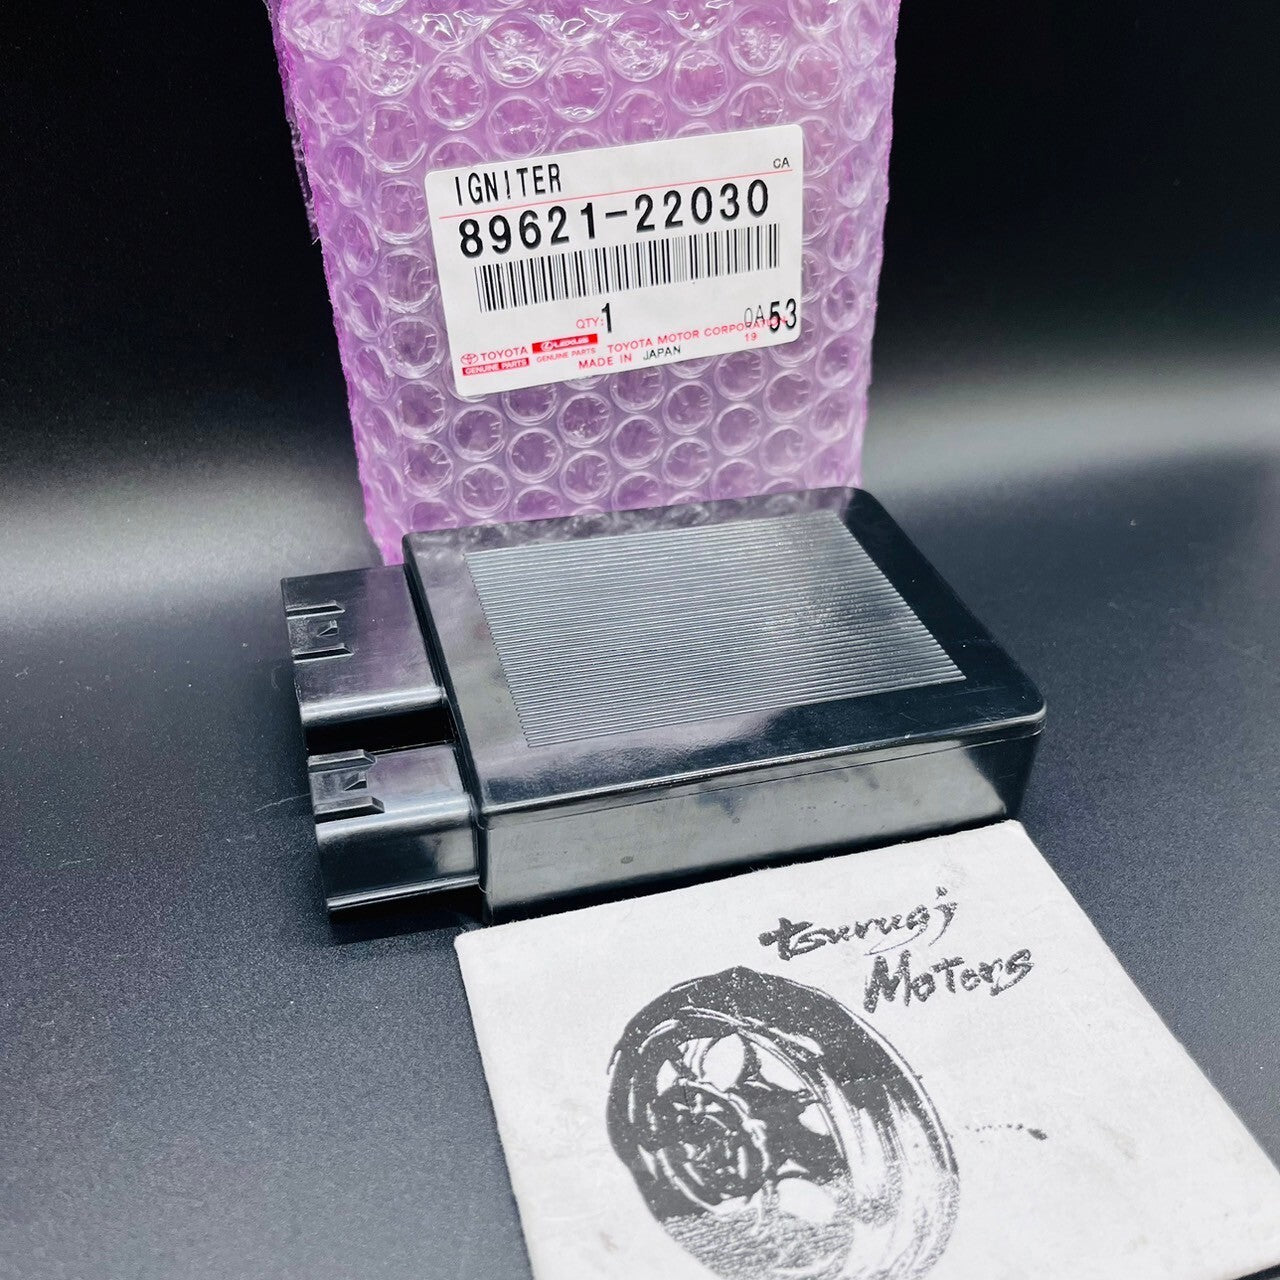 IGNITER
CA
89621-22030
QTY: 1
0A53
TOYOTA LEXUS TOYOTA MOTOR CORPORATION
GENUINE PARTS GENUINE PARTS 19
MADE IN JAPAN
tsurugi
Motors